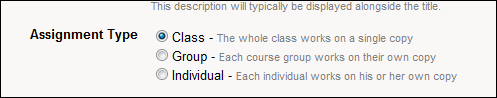 This description will typically be displayed alongside the title.
Assignment Type
Class - The whole class works on a single copy
Group - Each course group works on their own copy
Individual - Each individual works on his or her own copy